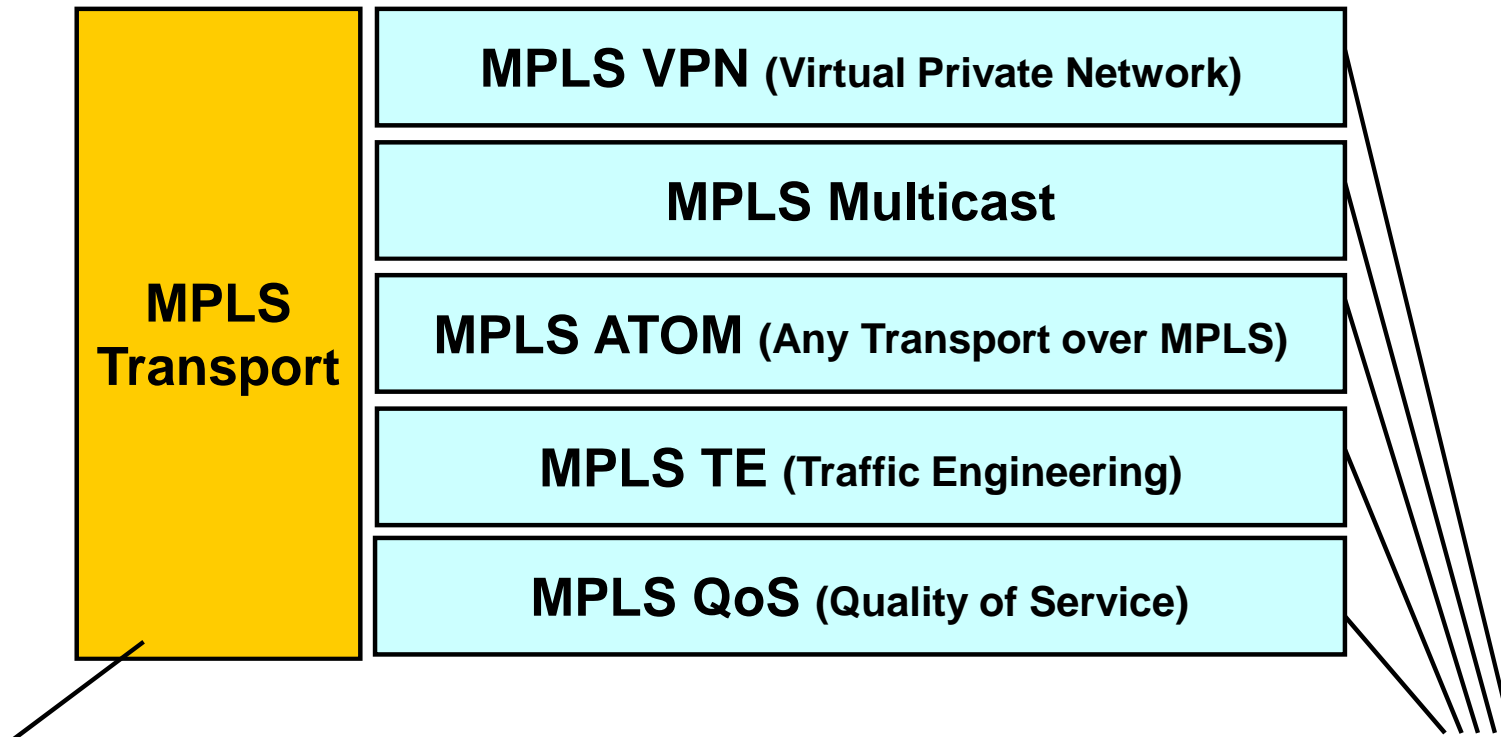 MPLS
Transport
MPLS VPN (Virtual Private Network)
MPLS Multicast
MPLS ATOM (Any Transport over MPLS)
MPLS TE (Traffic Engineering)
MPLS QoS (Quality of Service)